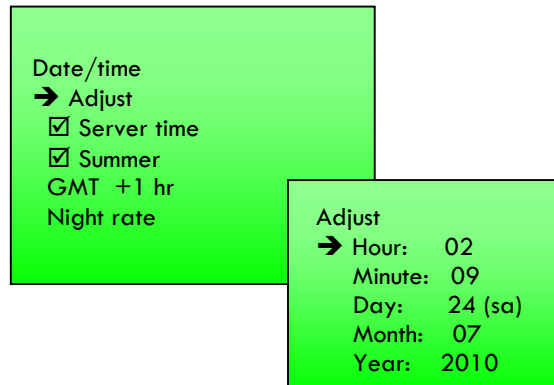 Date/time
➔ Adjust
☑ Server time
☑ Summer
GMT +1 hr
Night rate
Adjust
➔ Hour: 02
Minute: 09
Day: 24 (sa)
Month: 07
Year: 2010